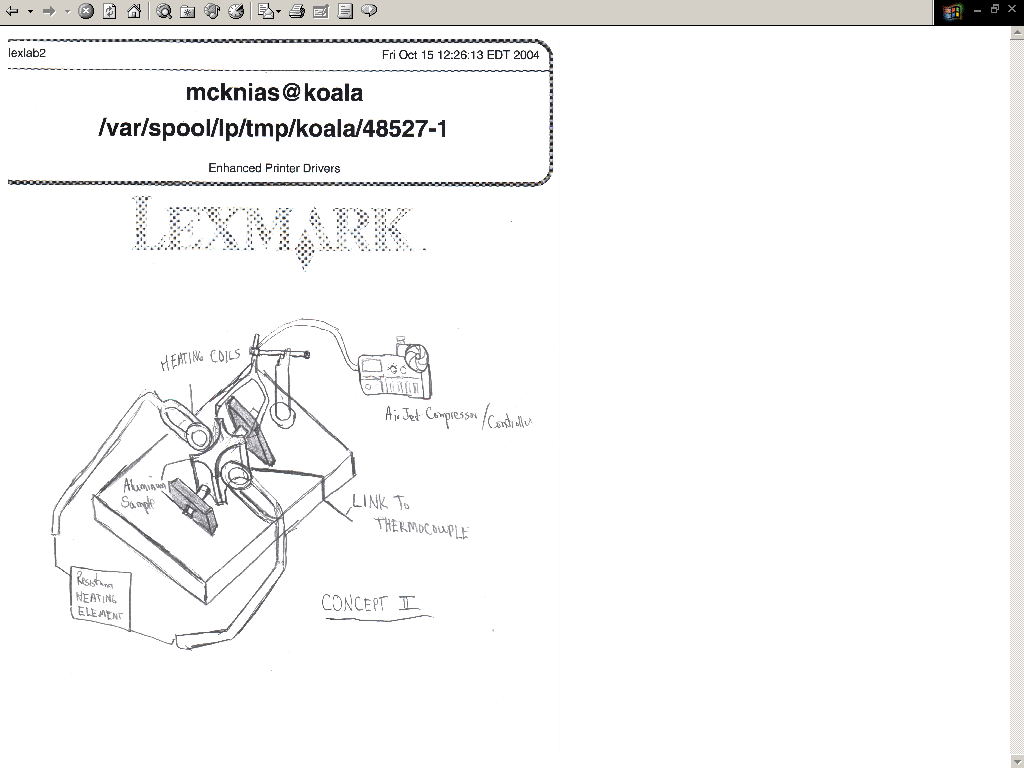 lexlab2
Fri Oct 15 12:26:13 EDT 2004
mcknias@koala
/var/spool/lp/tmp/koala/48527-1
Enhanced Printer Drivers
LEXMARK
HEATING COILS
Air Jet Compressor/Controller
Aluminum
Sample
LINK TO
THERMOCOUPLE
HEATING
ELEMENT
CONCEPT II